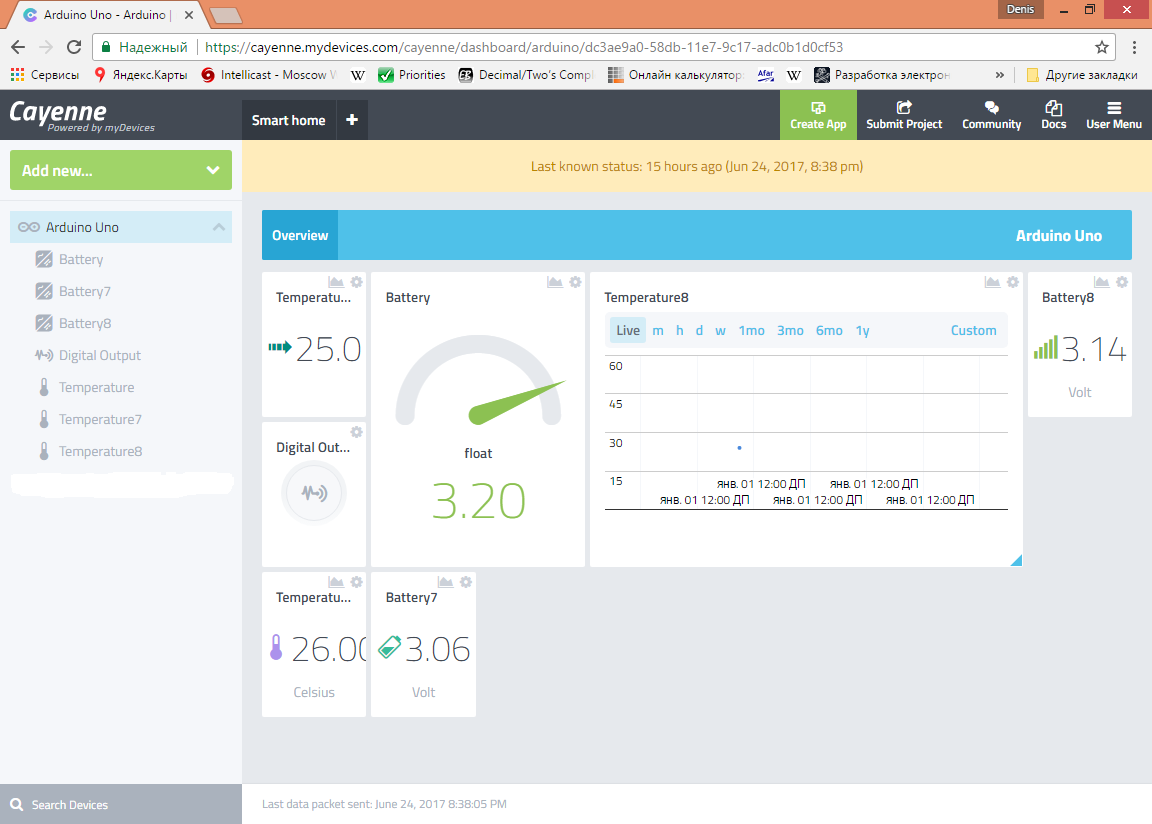 Denis
Arduino Uno - Arduino
Надежный
https://cayenne.mydevices.com/cayenne/dashboard/arduino/dc3ae9a0-58db-11e7-9c17-adc0b1d0cf53
Сервисы Яндекс.Карты Intellicast - Moscow W Priorities Decimal/Two's Compl Онлайн калькулятор: Afar W Разработка электрон » Другие закладки
Cayenne
Powered by myDevices
Smart home
Create App Submit Project Community Docs User Menu
Add new...
Last known status: 15 hours ago (Jun 24, 2017, 8:38 pm)
Arduino Uno
Battery
Battery7
Battery8
Digital Output
Temperature
Temperature7
Temperature8
Overview Arduino Uno
Temperatu...
25.0
Battery
float
3.20
Temperature8
Live m h d w 1mo 3mo 6mo 1y Custom
60
45
30
15
янв. 01 12:00 ДП янв. 01 12:00 ДП
янв. 01 12:00 ДП янв. 01 12:00 ДП янв. 01 12:00 ДП
Battery8
3.14
Volt
Digital Out...
Temperatu...
26.00
Celsius
Battery7
3.06
Volt
Search Devices
Last data packet sent: June 24, 2017 8:38:05 PM